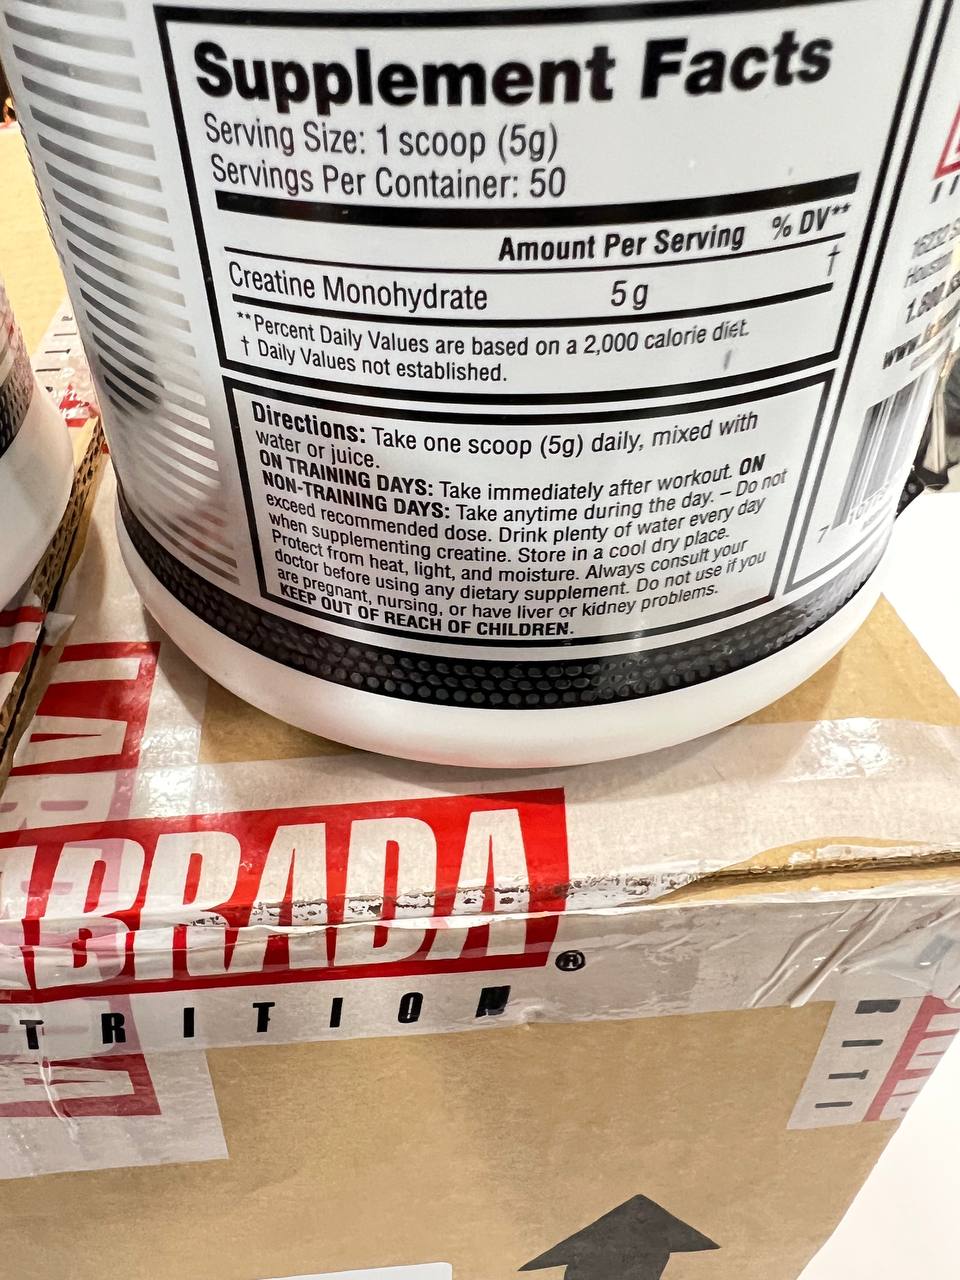 Supplement Facts
Serving Size: 1 scoop (5g)
Servings Per Container: 50
Amount Per Serving % DV**
Creatine Monohydrate 5 g †
**Percent Daily Values are based on a 2,000 calorie diet.
† Daily Values not established.
Directions: Take one scoop (5g) daily, mixed with
water or juice.
ON TRAINING DAYS: Take immediately after workout. ON
NON-TRAINING DAYS: Take anytime during the day. – Do not
exceed recommended dose. Drink plenty of water every day
when supplementing creatine. Store in a cool dry place.
Protect from heat, light, and moisture. Always consult your
doctor before using any dietary supplement. Do not use if you
are pregnant, nursing, or have liver or kidney problems.
KEEP OUT OF REACH OF CHILDREN.
Houston
www.
7
ABRADA®
TRITION
RITI